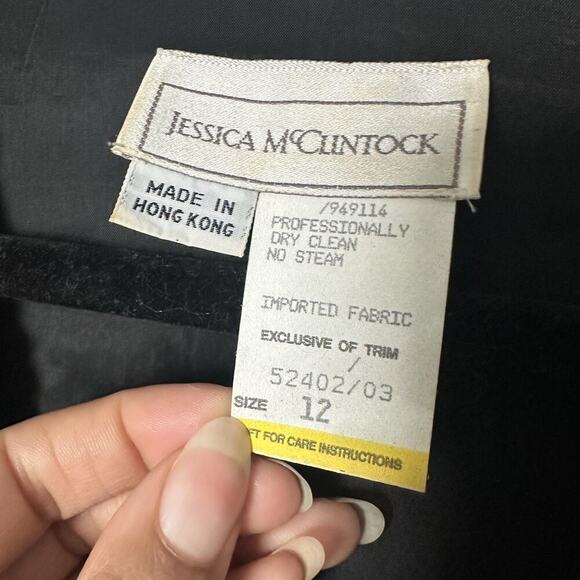 JESSICA McCLINTOCK
MADE IN
HONG KONG
/949114
PROFESSIONALLY
DRY CLEAN
NO STEAM
IMPORTED FABRIC
EXCLUSIVE OF TRIM
/
52402/03
SIZE 12
FOR CARE INSTRUCTIONS